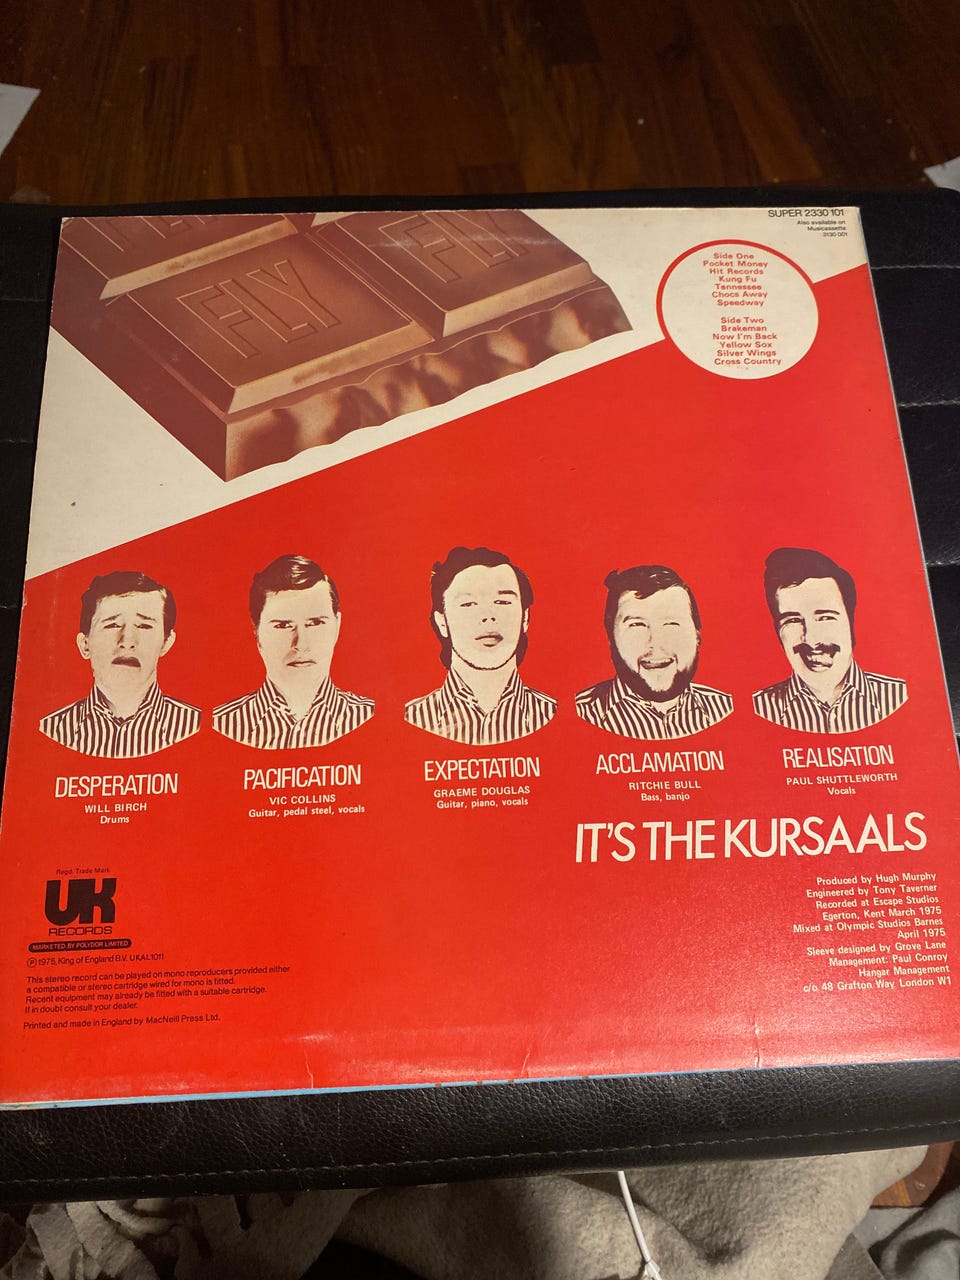 FLY
FLY
SUPER 2330 101
Also available on
Musicassette
3130 001
Side One
Pocket Money
Hit Records
Kung Fu
Tennessee
Chocs Away
Speedway
Side Two
Brakeman
Now I'm Back
Yellow Sox
Silver Wings
Cross Country
DESPERATION
WILL BIRCH
Drums
PACIFICATION
VIC COLLINS
Guitar, pedal steel, vocals
EXPECTATION
GRAEME DOUGLAS
Guitar, piano, vocals
ACCLAMATION
RITCHIE BULL
Bass, banjo
REALISATION
PAUL SHUTTLEWORTH
Vocals
IT'S THE KURSAALS
Regd. Trade Mark
UK
RECORDS
MARKETED BY POLYDOR LIMITED
℗ 1975, King of England B.V. UKAL 1011
This stereo record can be played on mono reproducers provided either
a compatible or stereo cartridge wired for mono is fitted.
Recent equipment may already be fitted with a suitable cartridge.
If in doubt consult your dealer.
Printed and made in England by MacNeill Press Ltd.
Produced by Hugh Murphy
Engineered by Tony Taverner
Recorded at Escape Studios
Egerton, Kent March 1975
Mixed at Olympic Studios Barnes
April 1975
Sleeve designed by Grove Lane
Management: Paul Conroy
Hangar Management
c/o 48 Grafton Way London W1